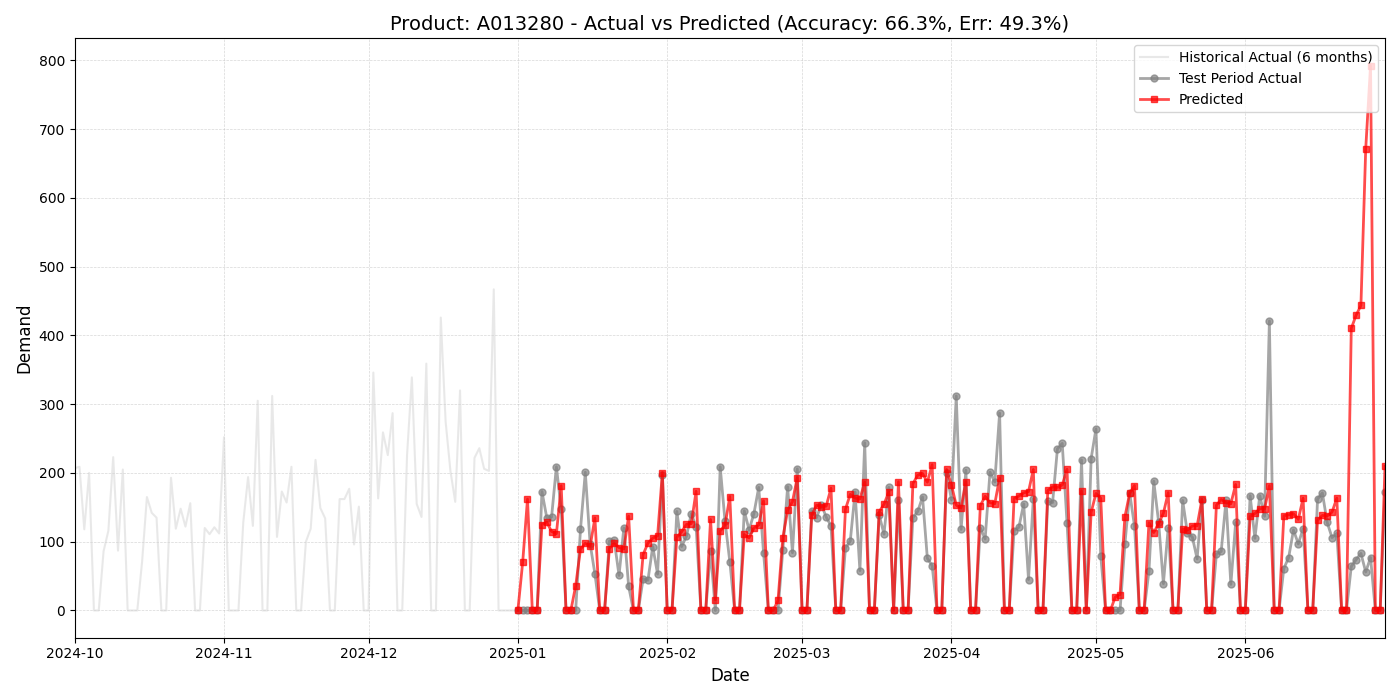 Product: A013280 - Actual vs Predicted (Accuracy: 66.3%, Err: 49.3%)
Historical Actual (6 months)
Test Period Actual
Predicted
800
700
600
500
400
300
200
100
0
Demand
2024-10 2024-11 2024-12 2025-01 2025-02 2025-03 2025-04 2025-05 2025-06
Date